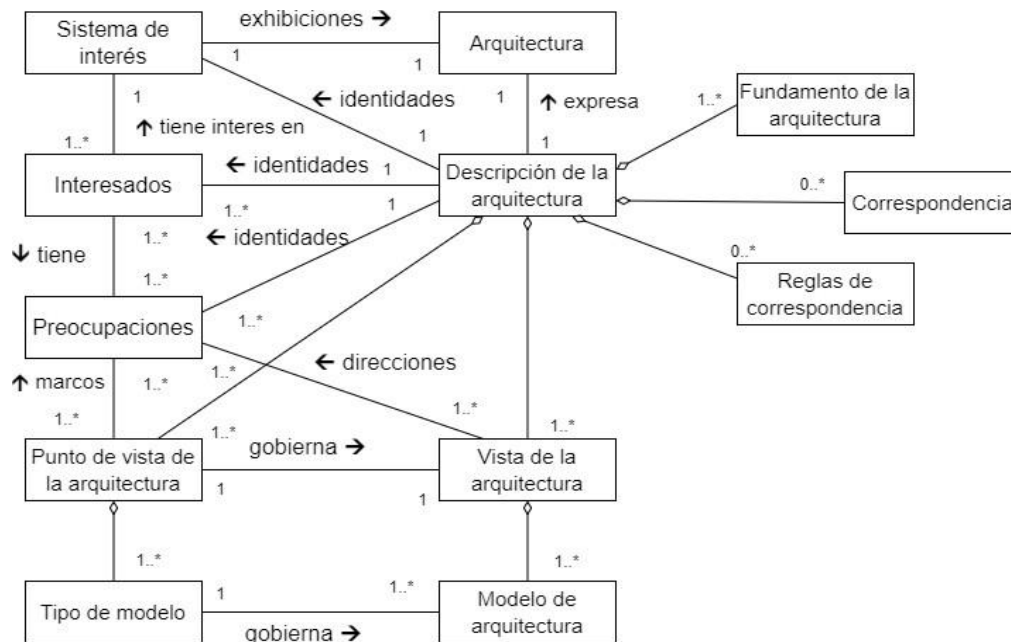 exhibiciones →
Sistema de
interés
Arquitectura
1
1
1
1
← identidades
↑ expresa
1..*
Fundamento de la
arquitectura
1..*
↑ tiene interes en
1
1
← identidades
1
Interesados
Descripción de la
arquitectura
0..*
Correspondencia
1..*
1
1..*
← identidades
↓ tiene
0..*
Reglas de
correspondencia
1..*
Preocupaciones
1..*
← direcciones
1..*
↑ marcos
1..*
1..*
1..*
1..*
1..*
gobierna →
Punto de vista de
la arquitectura
Vista de la
arquitectura
1
1
1..*
1..*
1
1..*
Tipo de modelo
Modelo de
arquitectura
gobierna →